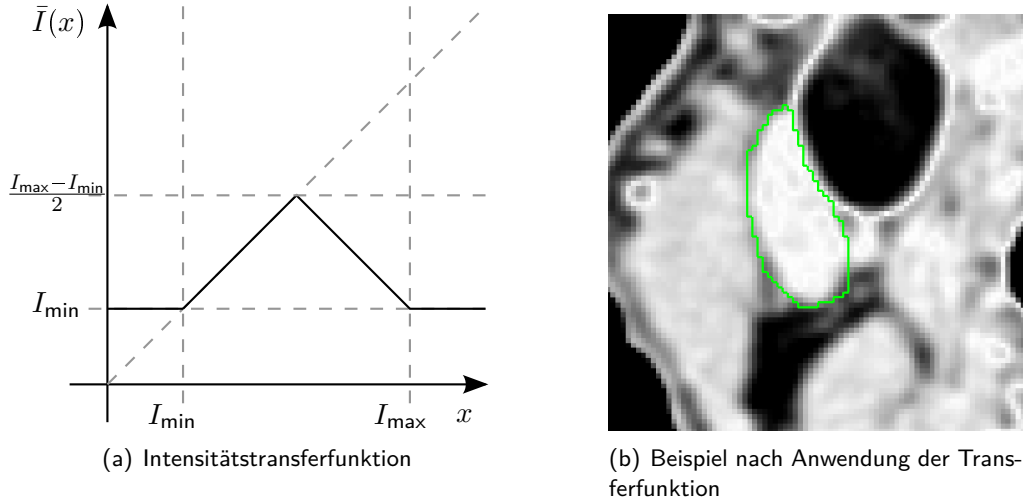 Ī(x)
I_max−I_min
2
I_min
I_min
I_max
x
(a) Intensitätstransferfunktion
(b) Beispiel nach Anwendung der Trans-
ferfunktion